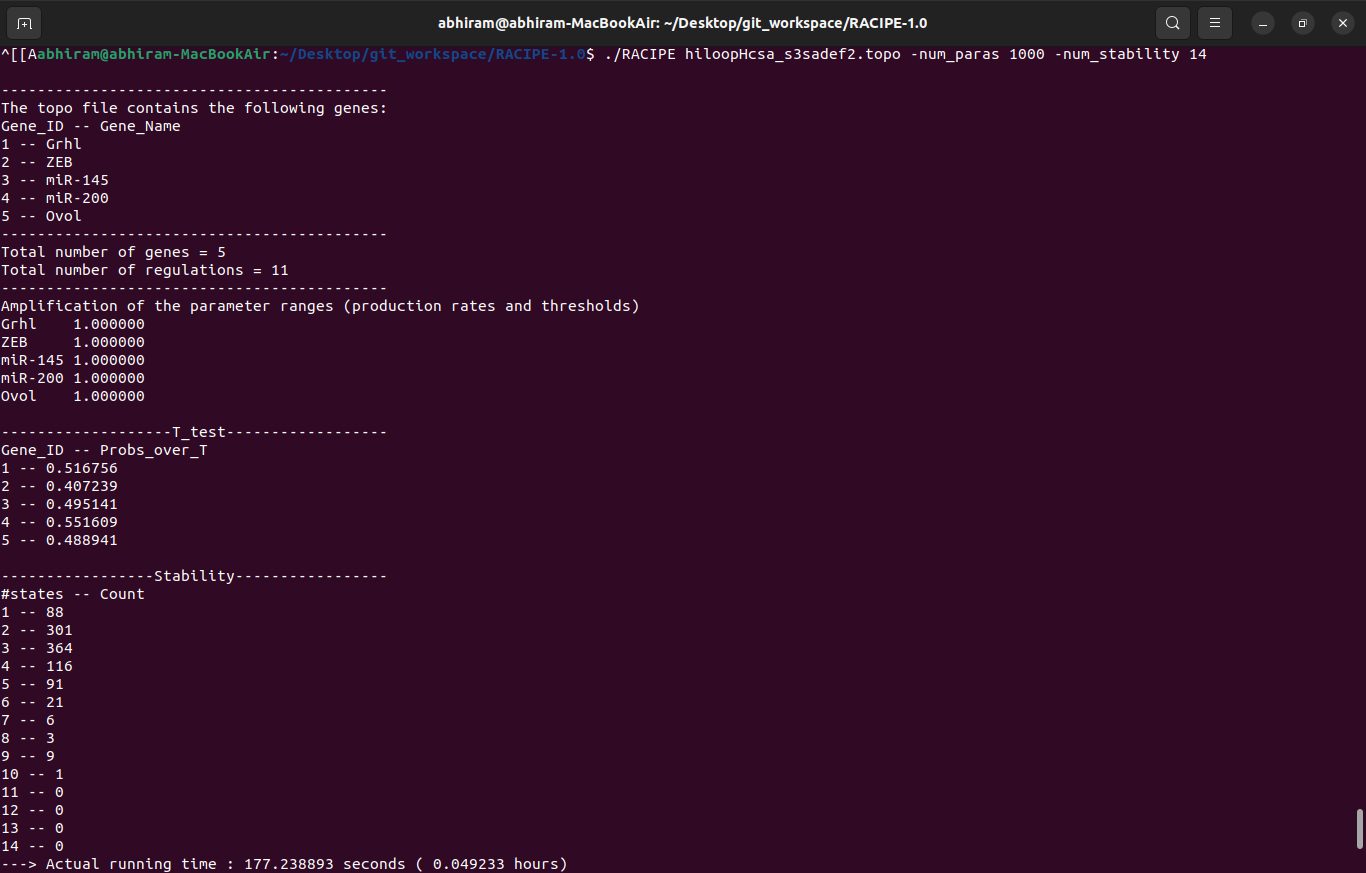 abhiram@abhiram-MacBookAir: ~/Desktop/git_workspace/RACIPE-1.0
^[[Aabhiram@abhiram-MacBookAir:~/Desktop/git_workspace/RACIPE-1.0$ ./RACIPE hiloopHcsa_s3sadef2.topo -num_paras 1000 -num_stability 14
-------------------------------------------
The topo file contains the following genes:
Gene_ID -- Gene_Name
1 -- Grhl
2 -- ZEB
3 -- miR-145
4 -- miR-200
5 -- Ovol
-------------------------------------------
Total number of genes = 5
Total number of regulations = 11
-------------------------------------------
Amplification of the parameter ranges (production rates and thresholds)
Grhl    1.000000
ZEB     1.000000
miR-145 1.000000
miR-200 1.000000
Ovol    1.000000
-------------------T_test------------------
Gene_ID -- Probs_over_T
1 -- 0.516756
2 -- 0.407239
3 -- 0.495141
4 -- 0.551609
5 -- 0.488941
-----------------Stability-----------------
#states -- Count
1 -- 88
2 -- 301
3 -- 364
4 -- 116
5 -- 91
6 -- 21
7 -- 6
8 -- 3
9 -- 9
10 -- 1
11 -- 0
12 -- 0
13 -- 0
14 -- 0
---> Actual running time : 177.238893 seconds ( 0.049233 hours)